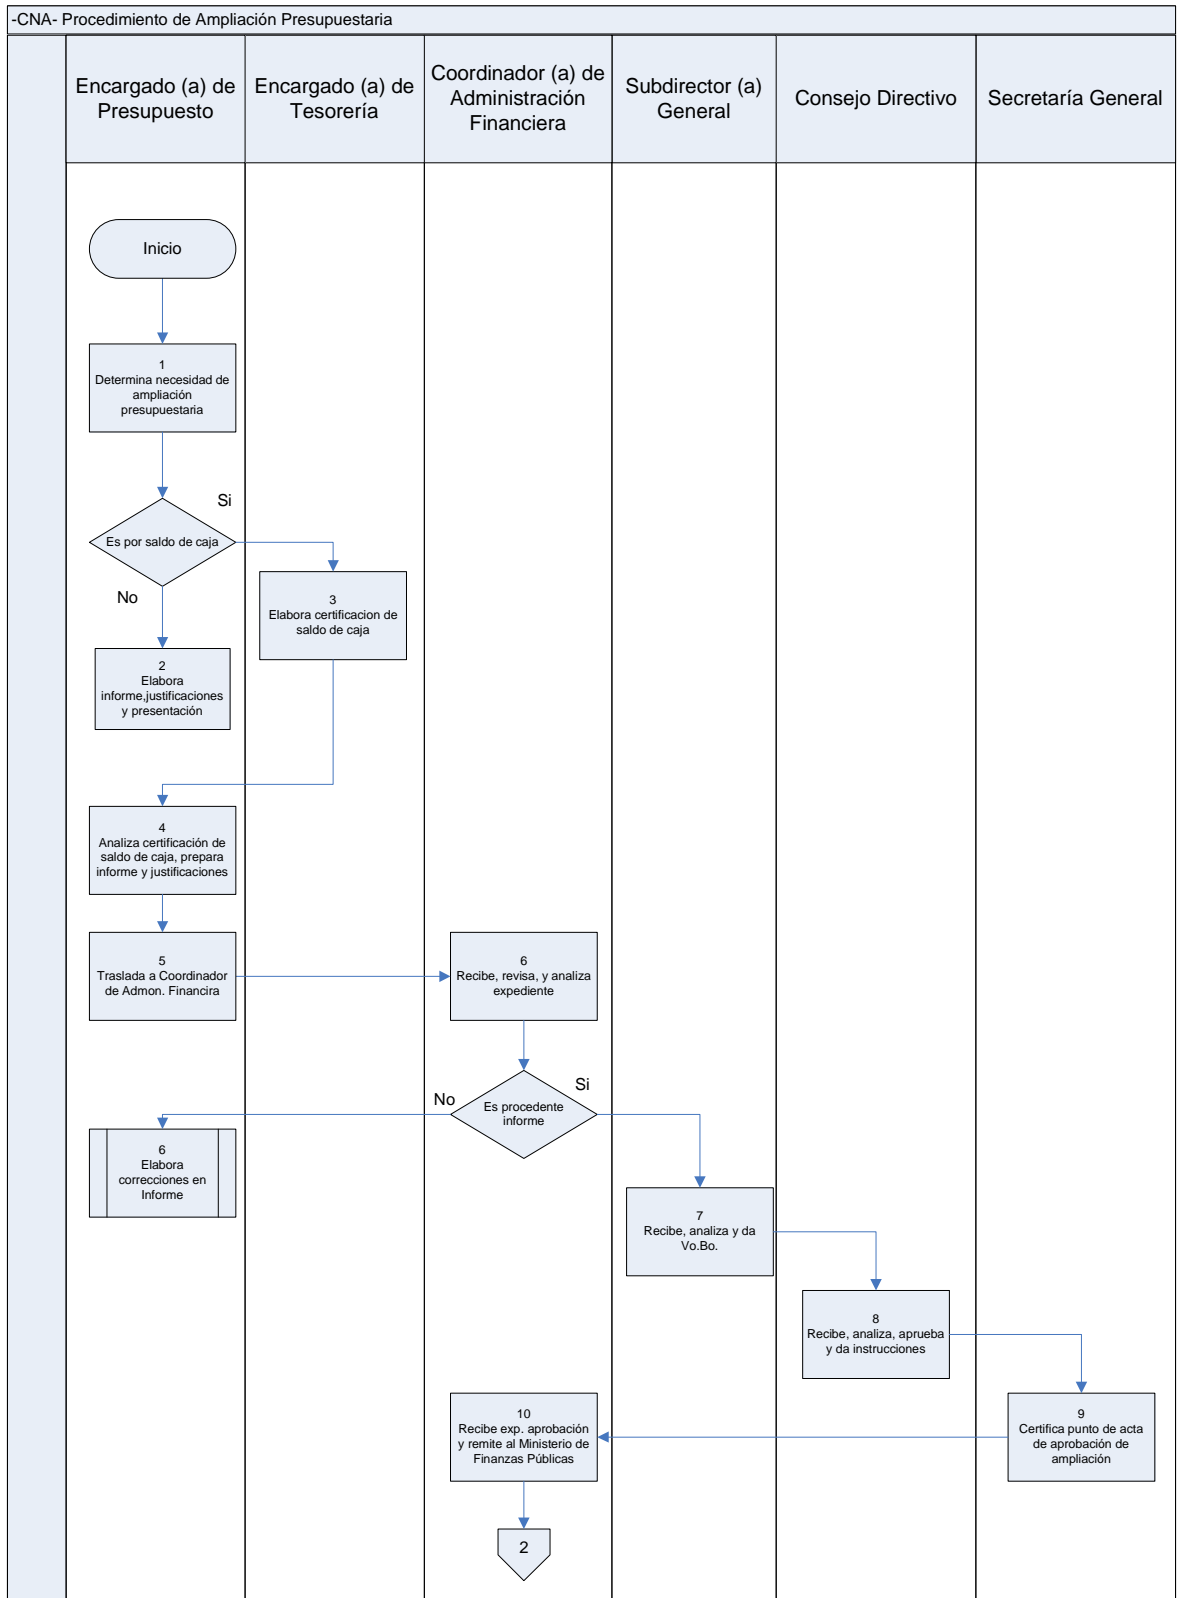 -CNA- Procedimiento de Ampliación Presupuestaria
Encargado (a) de
Presupuesto
Encargado (a) de
Tesorería
Coordinador (a) de
Administración
Financiera
Subdirector (a)
General
Consejo Directivo
Secretaría General
Inicio
1
Determina necesidad de
ampliación
presupuestaria
Si
Es por saldo de caja
No
3
Elabora certificacion de
saldo de caja
2
Elabora
informe,justificaciones
y presentación
4
Analiza certificación de
saldo de caja, prepara
informe y justificaciones
5
Traslada a Coordinador
de Admon. Financira
6
Recibe, revisa, y analiza
expediente
No
Si
Es procedente
informe
6
Elabora
correcciones en
Informe
7
Recibe, analiza y da
Vo.Bo.
8
Recibe, analiza, aprueba
y da instrucciones
9
Certifica punto de acta
de aprobación de
ampliación
10
Recibe exp. aprobación
y remite al Ministerio de
Finanzas Públicas
2